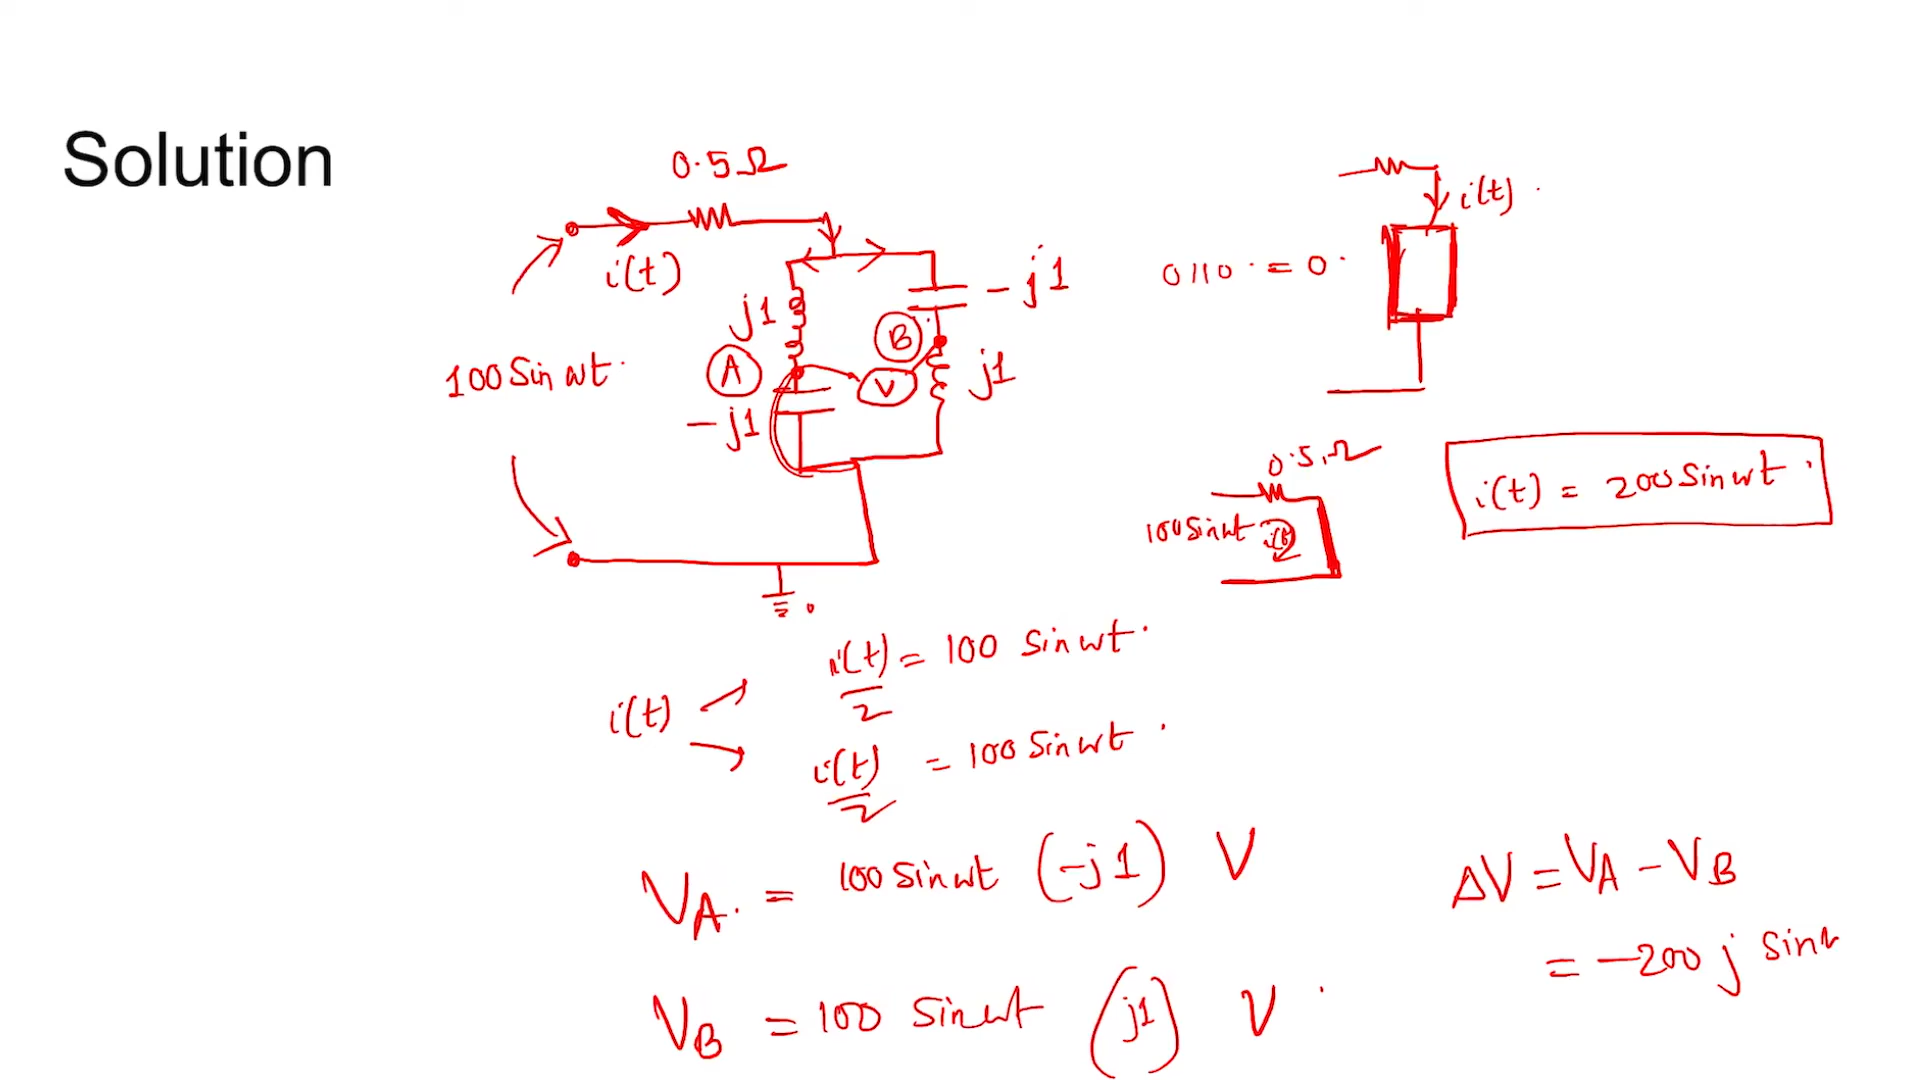 Solution
0.5Ω
i(t)
100 Sin ωt
j1
A
-j1
V
B
-j1
j1
i(t)
0110 = 0
0.5Ω
100 Sin ωt i(t)
i(t) = 200 Sin ωt
i(t)
i(t)/2 = 100 Sin ωt
i(t)/2 = 100 Sin ωt
VA = 100 Sin ωt (-j1) V
VB = 100 Sin ωt (j1) V
ΔV = VA - VB
= -200 j Sin